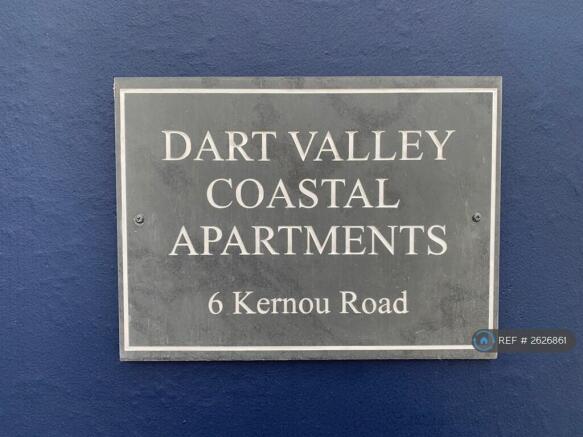 DART VALLEY
COASTAL
APARTMENTS
6 Kernou Road
REF # 2626861